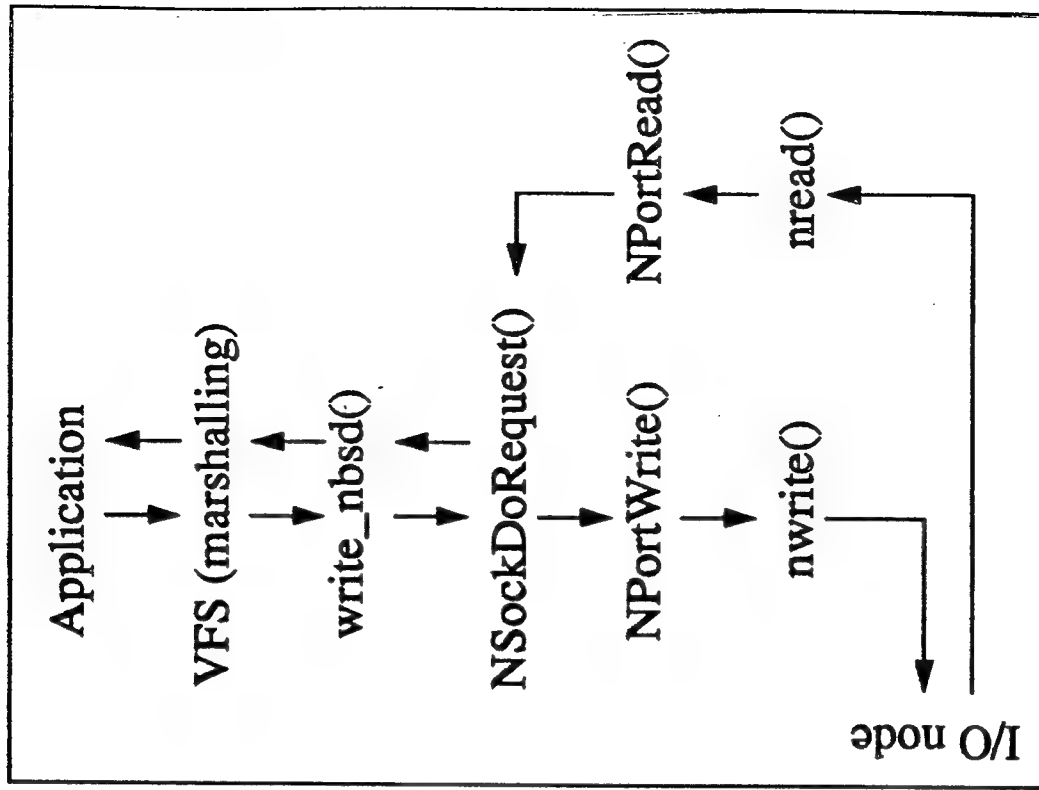 Application
VFS (marshalling)
write_nbsd()
NSockDoRequest()
NPortWrite()
NPortRead()
nwrite()
nread()
I/O node